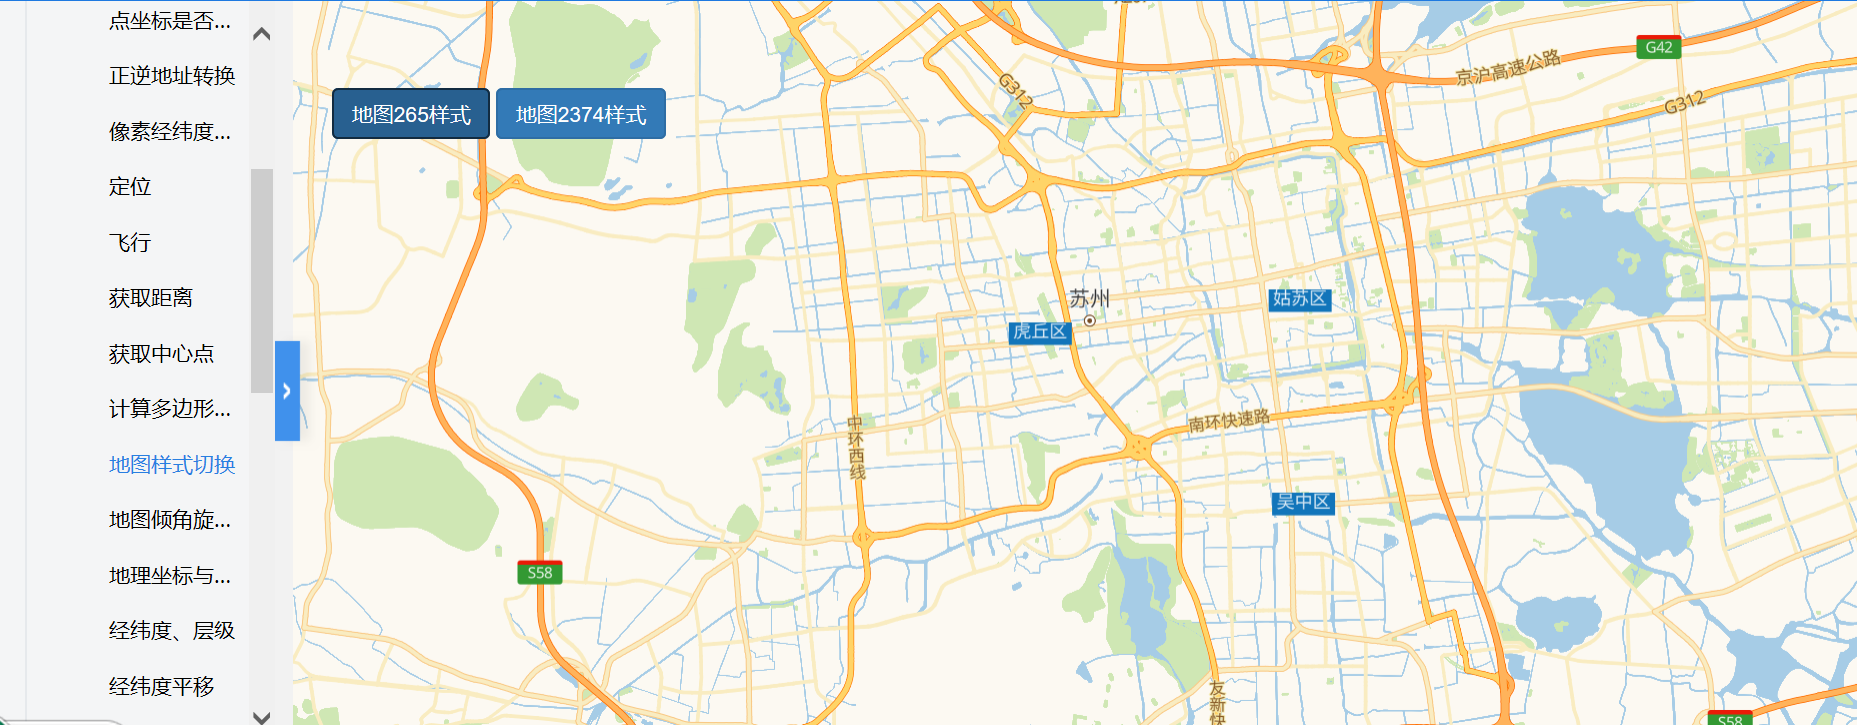 点坐标是否...
正逆地址转换
像素经纬度...
定位
飞行
获取距离
获取中心点
计算多边形...
地图样式切换
地图倾角旋...
地理坐标与...
经纬度、层级
经纬度平移
地图265样式
地图2374样式
G312
京沪高速公路
G42
G312
苏州
姑苏区
虎丘区
中环西线
南环快速路
吴中区
S58
友新快
S58